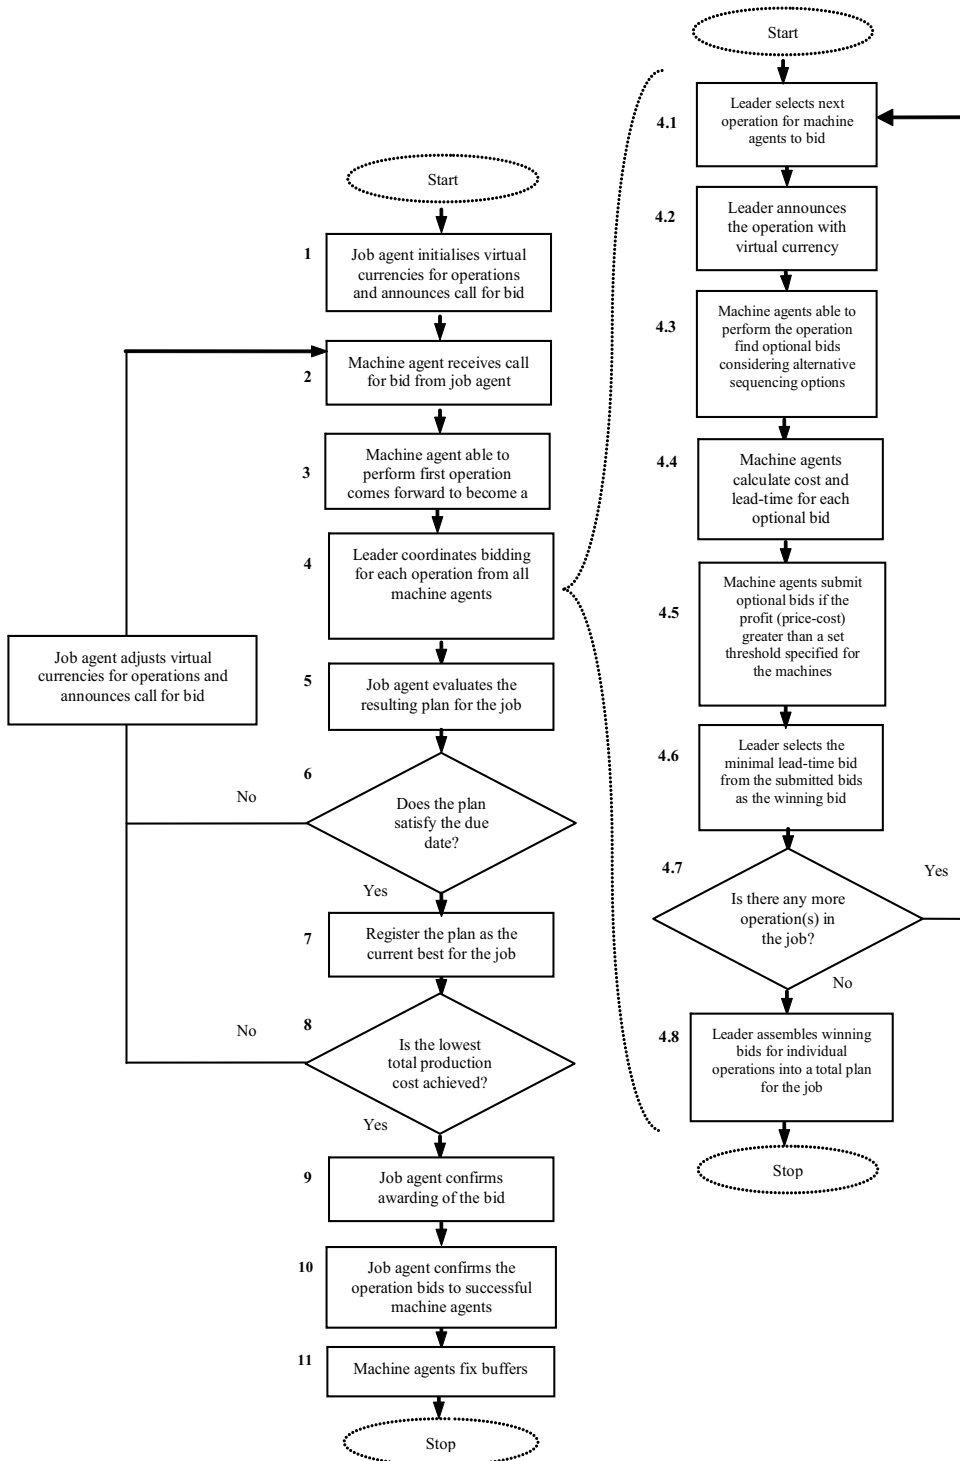 Start
1
Job agent initialises virtual
currencies for operations
and announces call for bid
2
Machine agent receives call
for bid from job agent
3
Machine agent able to
perform first operation
comes forward to become a
4
Leader coordinates bidding
for each operation from all
machine agents
Job agent adjusts virtual
currencies for operations and
announces call for bid
5
Job agent evaluates the
resulting plan for the job
6
No
Does the plan
satisfy the due
date?
Yes
7
Register the plan as the
current best for the job
8
No
Is the lowest
total production
cost achieved?
Yes
9
Job agent confirms
awarding of the bid
10
Job agent confirms the
operation bids to successful
machine agents
11
Machine agents fix buffers
Stop
Start
4.1
Leader selects next
operation for machine
agents to bid
4.2
Leader announces
the operation with
virtual currency
4.3
Machine agents able to
perform the operation
find optional bids
considering alternative
sequencing options
4.4
Machine agents
calculate cost and
lead-time for each
optional bid
4.5
Machine agents submit
optional bids if the
profit (price-cost)
greater than a set
threshold specified for
the machines
4.6
Leader selects the
minimal lead-time bid
from the submitted bids
as the winning bid
4.7
Yes
Is there any more
operation(s) in
the job?
No
4.8
Leader assembles winning
bids for individual
operations into a total plan
for the job
Stop